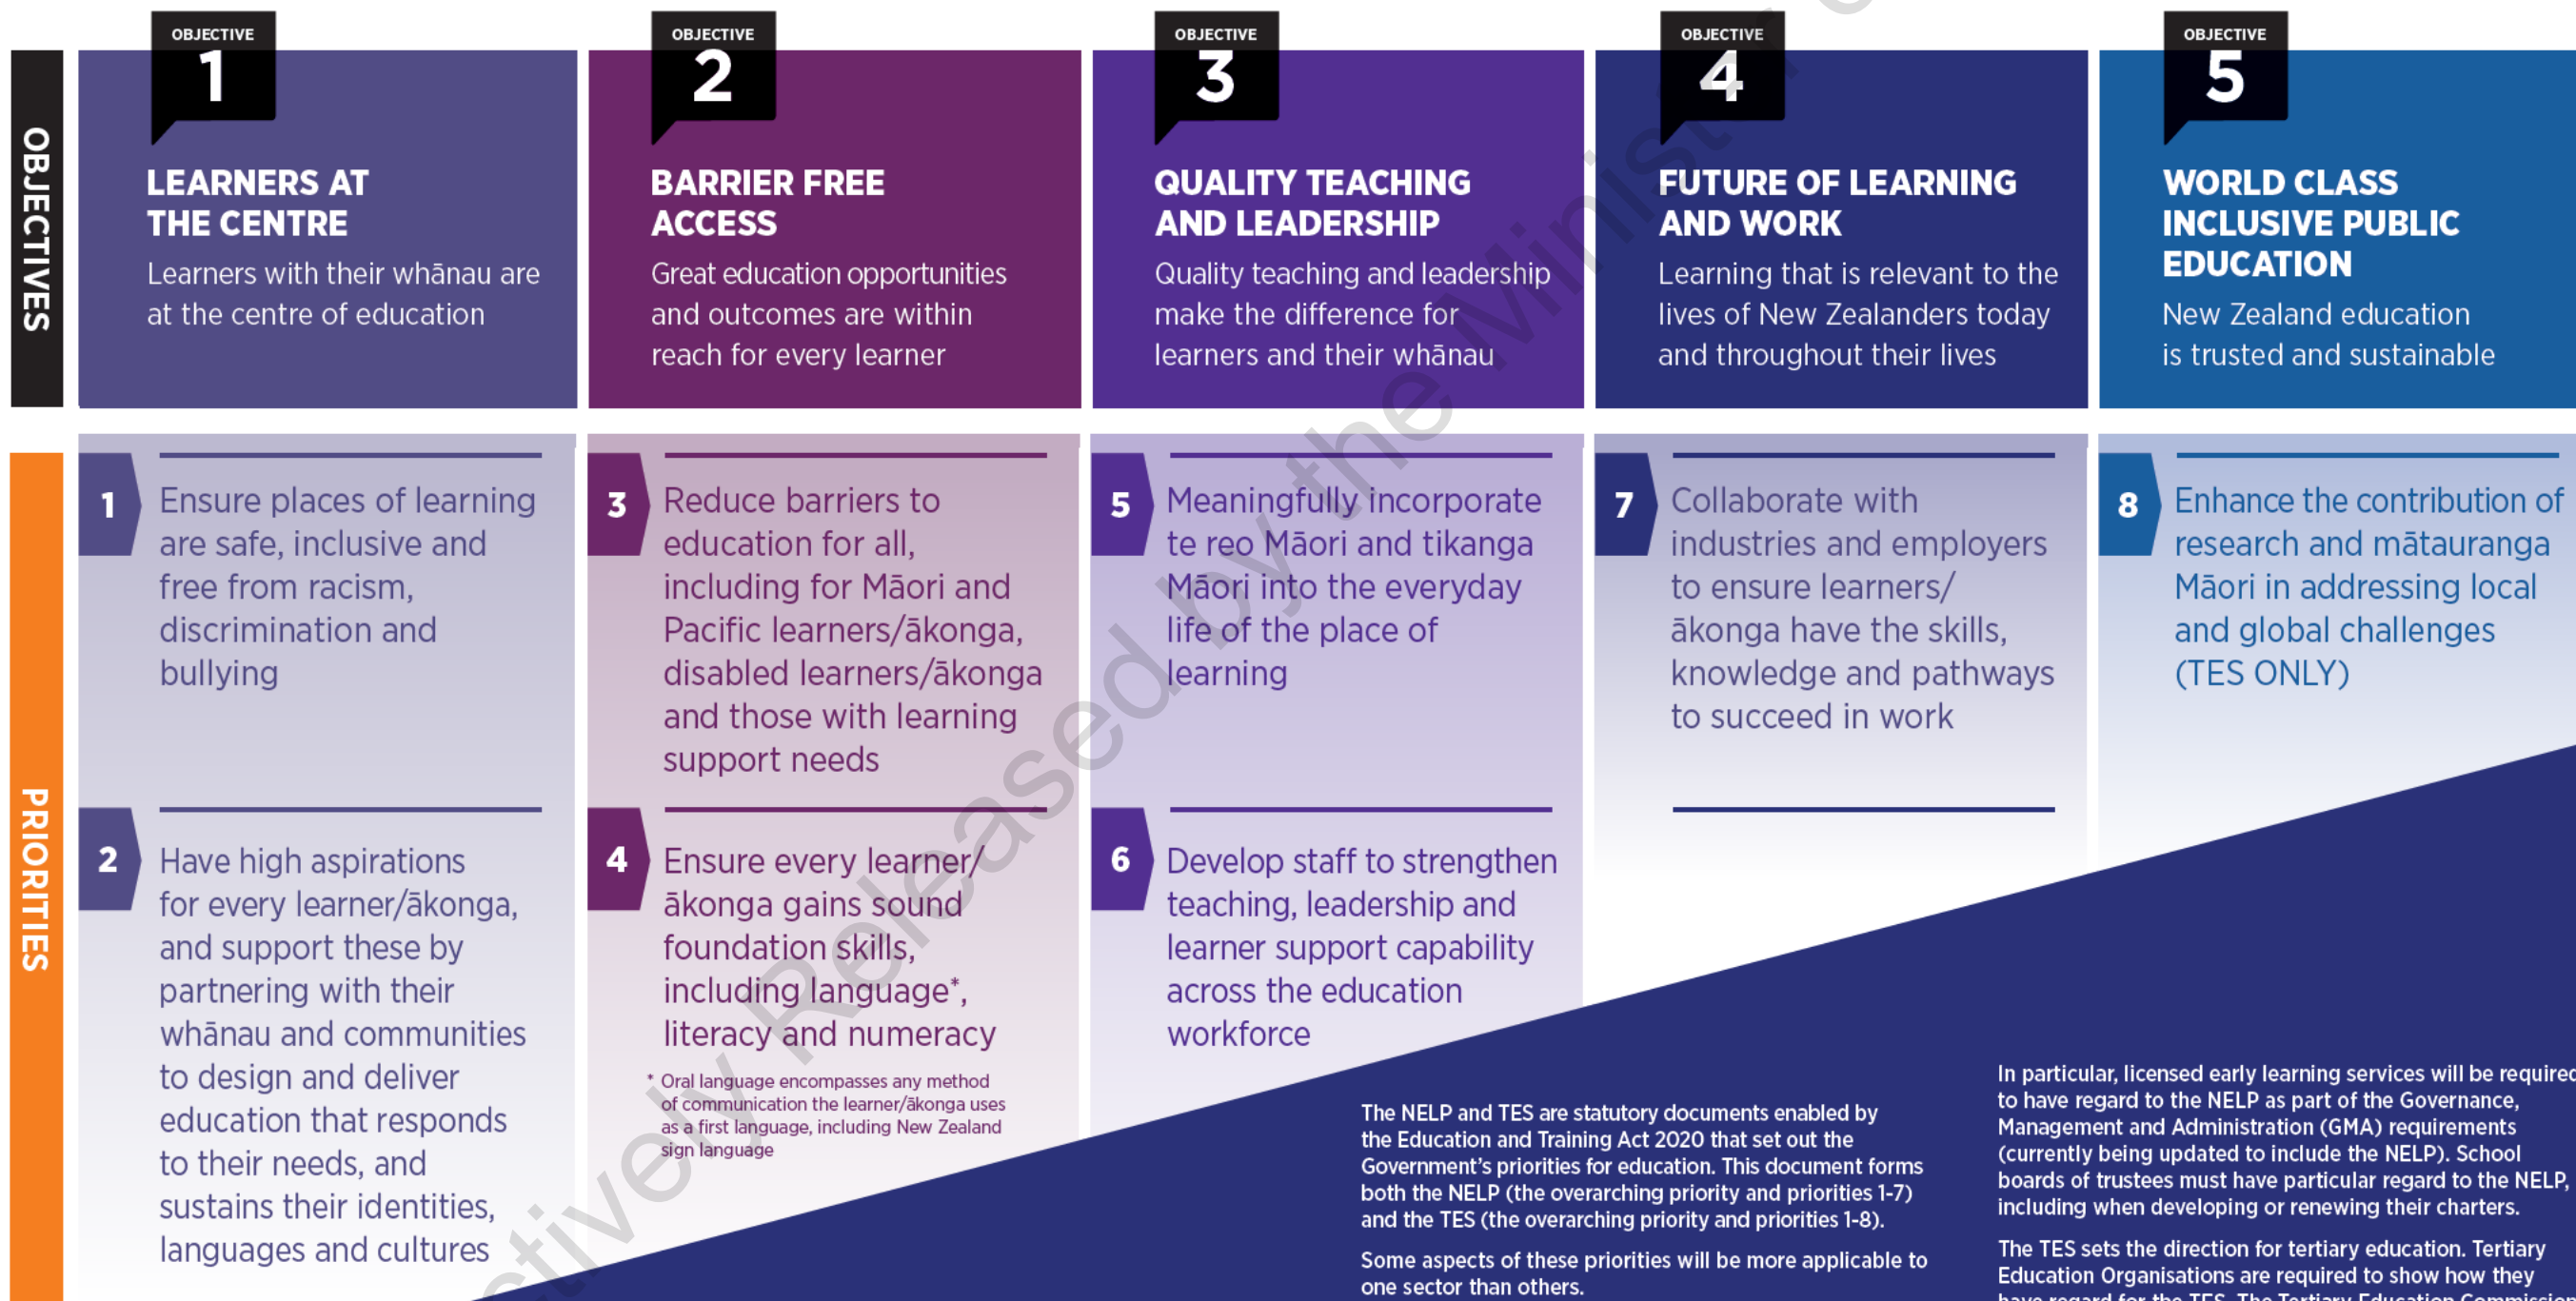 OBJECTIVES
OBJECTIVE
1
LEARNERS AT
THE CENTRE
Learners with their whānau are
at the centre of education
OBJECTIVE
2
BARRIER FREE
ACCESS
Great education opportunities
and outcomes are within
reach for every learner
OBJECTIVE
3
QUALITY TEACHING
AND LEADERSHIP
Quality teaching and leadership
make the difference for
learners and their whānau
OBJECTIVE
4
FUTURE OF LEARNING
AND WORK
Learning that is relevant to the
lives of New Zealanders today
and throughout their lives
OBJECTIVE
5
WORLD CLASS
INCLUSIVE PUBLIC
EDUCATION
New Zealand education
is trusted and sustainable
PRIORITIES
1
Ensure places of learning
are safe, inclusive and
free from racism,
discrimination and
bullying
2
Have high aspirations
for every learner/ākonga,
and support these by
partnering with their
whānau and communities
to design and deliver
education that responds
to their needs, and
sustains their identities,
languages and cultures
3
Reduce barriers to
education for all,
including for Māori and
Pacific learners/ākonga,
disabled learners/ākonga
and those with learning
support needs
4
Ensure every learner/
ākonga gains sound
foundation skills,
including language*,
literacy and numeracy
* Oral language encompasses any method
of communication the learner/ākonga uses
as a first language, including New Zealand
sign language
5
Meaningfully incorporate
te reo Māori and tikanga
Māori into the everyday
life of the place of
learning
6
Develop staff to strengthen
teaching, leadership and
learner support capability
across the education
workforce
7
Collaborate with
industries and employers
to ensure learners/
ākonga have the skills,
knowledge and pathways
to succeed in work
8
Enhance the contribution of
research and mātauranga
Māori in addressing local
and global challenges
(TES ONLY)
The NELP and TES are statutory documents enabled by
the Education and Training Act 2020 that set out the
Government's priorities for education. This document forms
both the NELP (the overarching priority and priorities 1-7)
and the TES (the overarching priority and priorities 1-8).
Some aspects of these priorities will be more applicable to
one sector than others.
In particular, licensed early learning services will be required
to have regard to the NELP as part of the Governance,
Management and Administration (GMA) requirements
(currently being updated to include the NELP). School
boards of trustees must have particular regard to the NELP,
including when developing or renewing their charters.
The TES sets the direction for tertiary education. Tertiary
Education Organisations are required to show how they
have regard for the TES. The Tertiary Education Commission
Released by the Minister